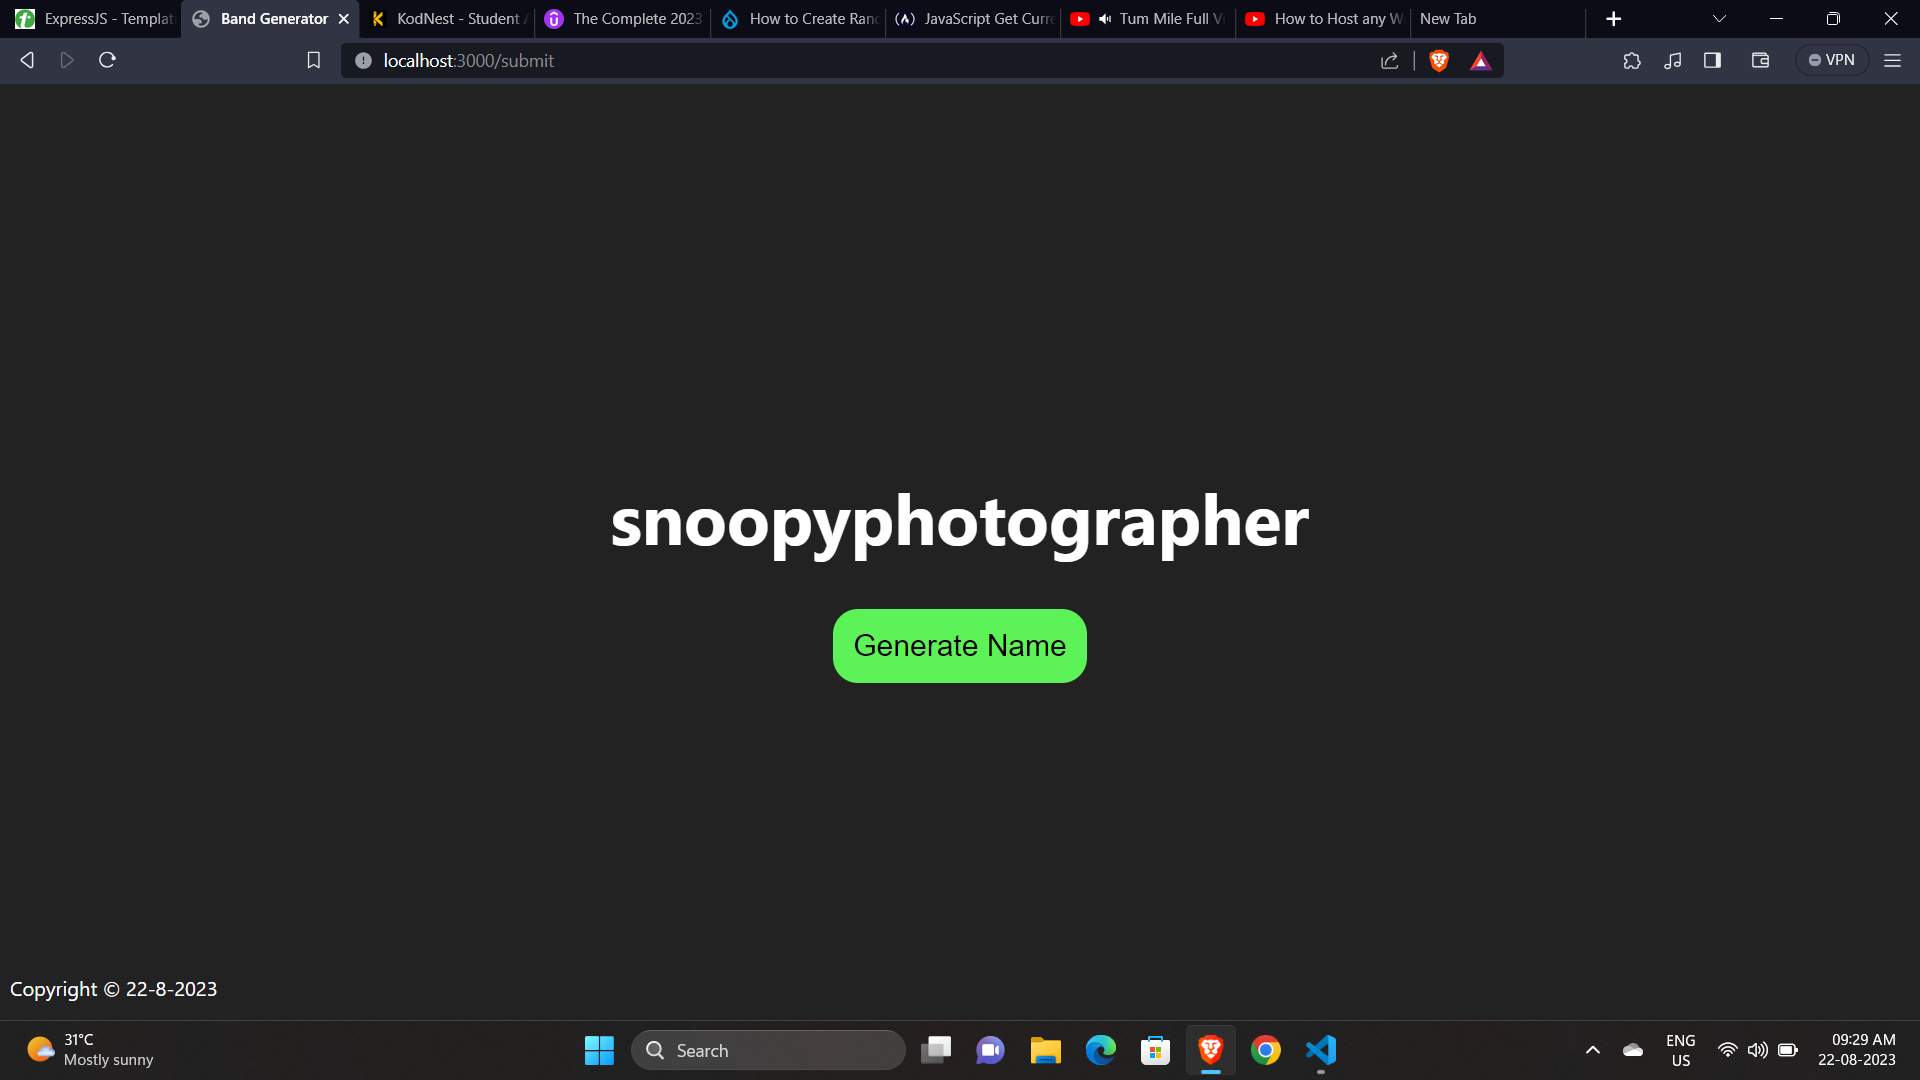 ExpressJS - Templat
Band Generator
KodNest - Student A
The Complete 2023
How to Create Ran
JavaScript Get Curre
Tum Mile Full Vi
How to Host any W
New Tab
localhost:3000/submit
VPN
snoopyphotographer
Generate Name
Copyright © 22-8-2023
31°C
Mostly sunny
Search
ENG
US
09:29 AM
22-08-2023